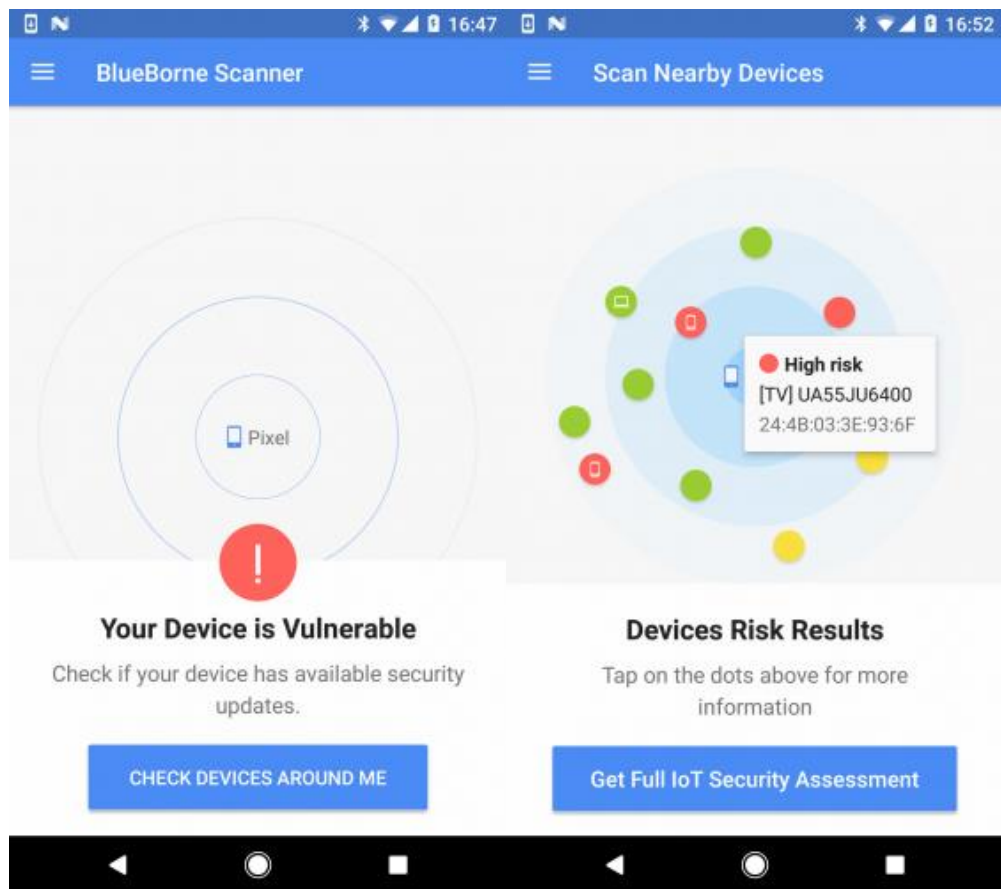 16:47
BlueBorne Scanner
Pixel
Your Device is Vulnerable
Check if your device has available security
updates.
CHECK DEVICES AROUND ME
16:52
Scan Nearby Devices
High risk
[TV] UA55JU6400
24:4B:03:3E:93:6F
Devices Risk Results
Tap on the dots above for more
information
Get Full IoT Security Assessment